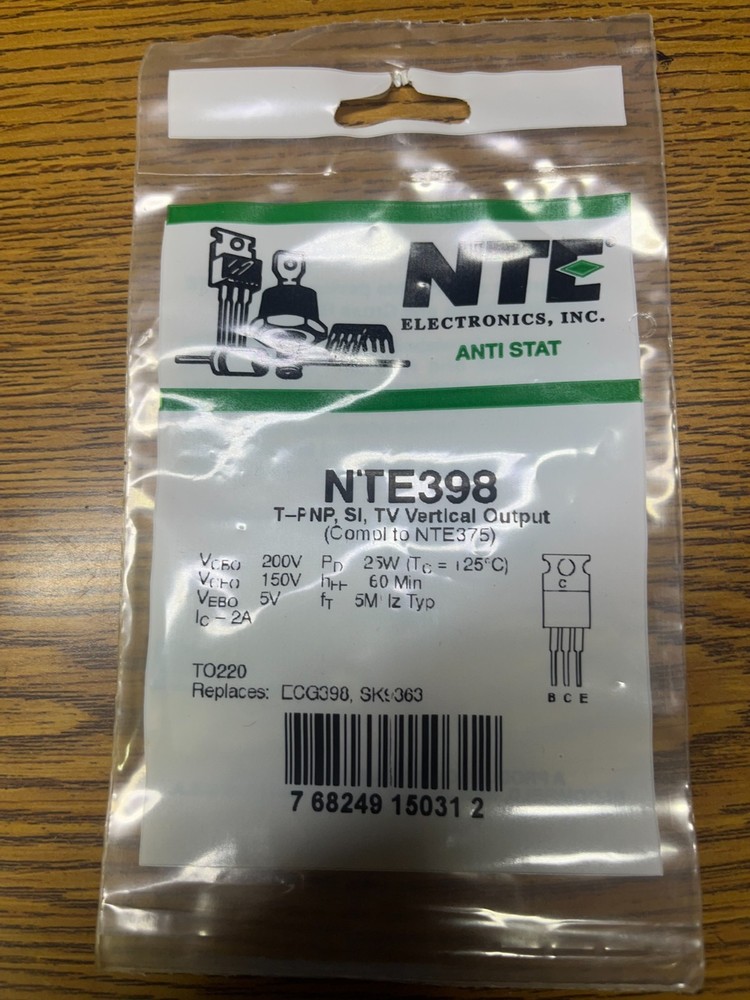 NTE®
ELECTRONICS, INC.
ANTI STAT
NTE398
T–PNP, SI, TV Vertical Output
(Compl to NTE375)
VCBO 200V PD 25W (TC = +25°C)
VCEO 150V hFE 60 Min
VEBO 5V fT 5MHz Typ
IC – 2A
C
B C E
TO220
Replaces: ECG398, SK9363
7 68249 15031 2